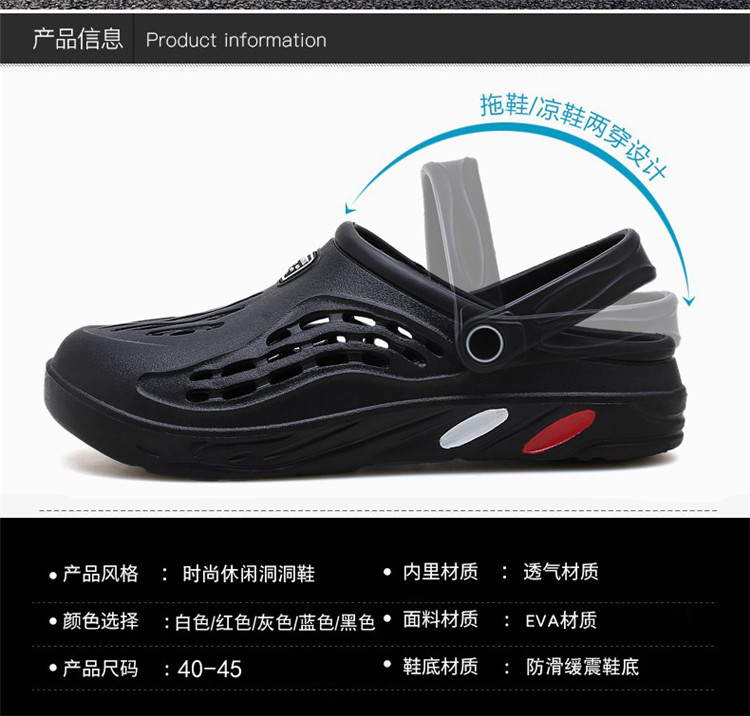 产品信息 Product information
拖鞋/凉鞋两穿设计
产品风格 : 时尚休闲洞洞鞋
内里材质 : 透气材质
颜色选择 : 白色/红色/灰色/蓝色/黑色
面料材质 : EVA材质
产品尺码 : 40-45
鞋底材质 : 防滑缓震鞋底